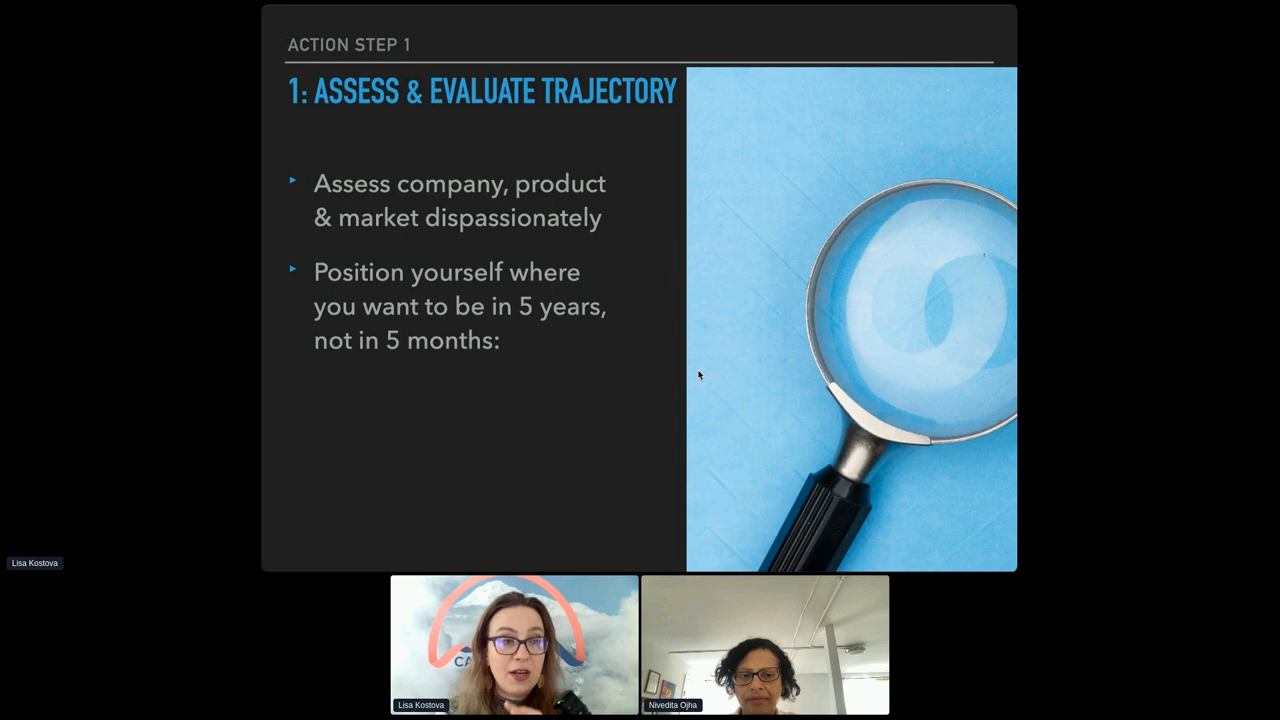 ACTION STEP 1
1: ASSESS & EVALUATE TRAJECTORY
Assess company, product
& market dispassionately
Position yourself where
you want to be in 5 years,
not in 5 months:
Lisa Kostova
CA
Lisa Kostova
Nivedita Ojha